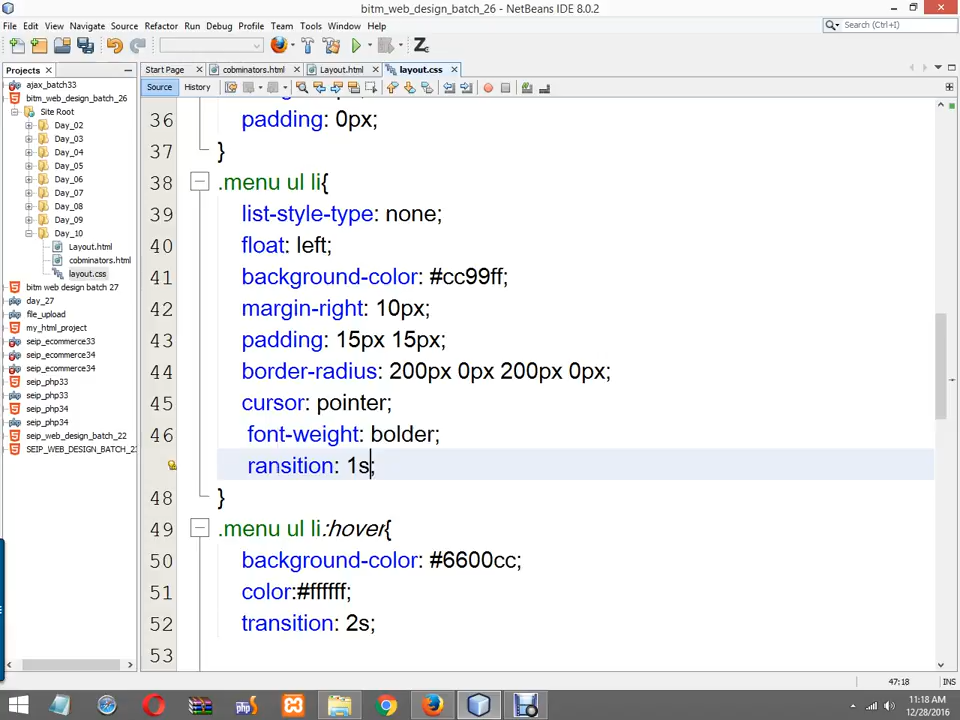 bitm_web_design_batch_26 - NetBeans IDE 8.0.2
File Edit View Navigate Source Refactor Run Debug Profile Team Tools Window Help
Search (Ctrl+I)
Projects
Start Page
cobminators.html
Layout.html
layout.css
Source History
ajax_batch33
bitm_web_design_batch_26
Site Root
Day_02
Day_03
Day_04
Day_05
Day_06
Day_07
Day_08
Day_09
Day_10
Layout.html
cobminators.html
layout.css
bitm web design batch 27
day_27
file_upload
my_html_project
seip_ecommerce33
seip_ecommerce34
seip_ecommerce34
seip_php33
seip_php33
seip_php34
seip_php34
seip_web_design_batch_22
SEIP_WEB_DESIGN_BATCH_2
36 padding: 0px;
37 }
38 .menu ul li{
39 list-style-type: none;
40 float: left;
41 background-color: #cc99ff;
42 margin-right: 10px;
43 padding: 15px 15px;
44 border-radius: 200px 0px 200px 0px;
45 cursor: pointer;
46 font-weight: bolder;
ransition: 1s;
48 }
49 .menu ul li:hover{
50 background-color: #6600cc;
51 color:#ffffff;
52 transition: 2s;
53
47:18 INS
php
11:18 AM
12/28/2016